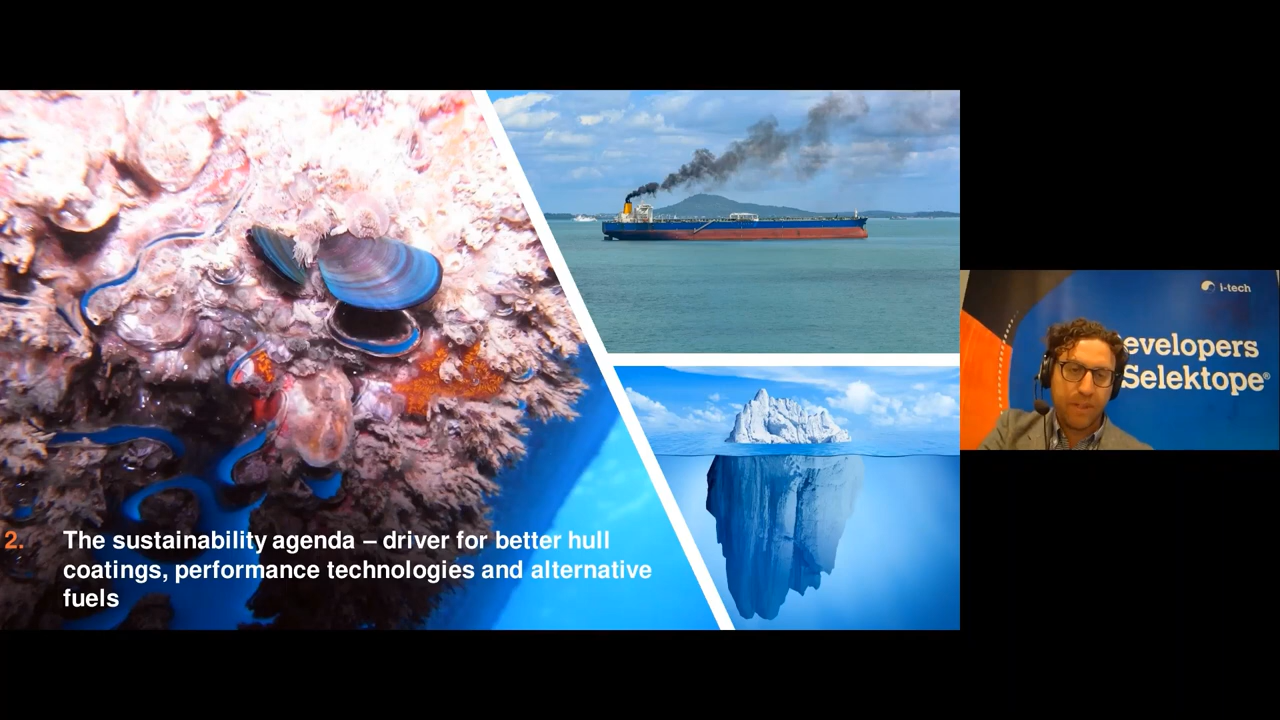 2. The sustainability agenda – driver for better hull
coatings, performance technologies and alternative
fuels
i-tech
evelopers
Selektope®